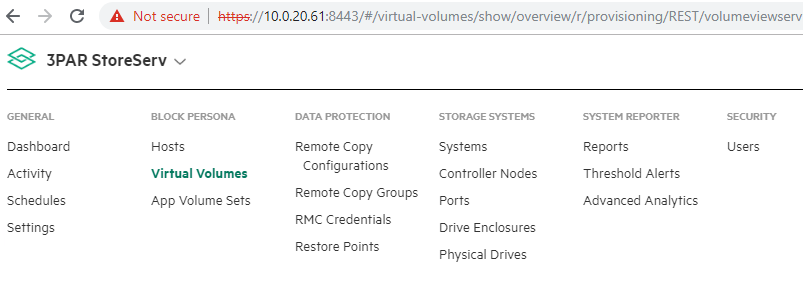 Not secure | https://10.0.20.61:8443/#/virtual-volumes/show/overview/r/provisioning/REST/volumeviewserv
3PAR StoreServ
GENERAL
Dashboard
Activity
Schedules
Settings
BLOCK PERSONA
Hosts
Virtual Volumes
App Volume Sets
DATA PROTECTION
Remote Copy
Configurations
Remote Copy Groups
RMC Credentials
Restore Points
STORAGE SYSTEMS
Systems
Controller Nodes
Ports
Drive Enclosures
Physical Drives
SYSTEM REPORTER
Reports
Threshold Alerts
Advanced Analytics
SECURITY
Users